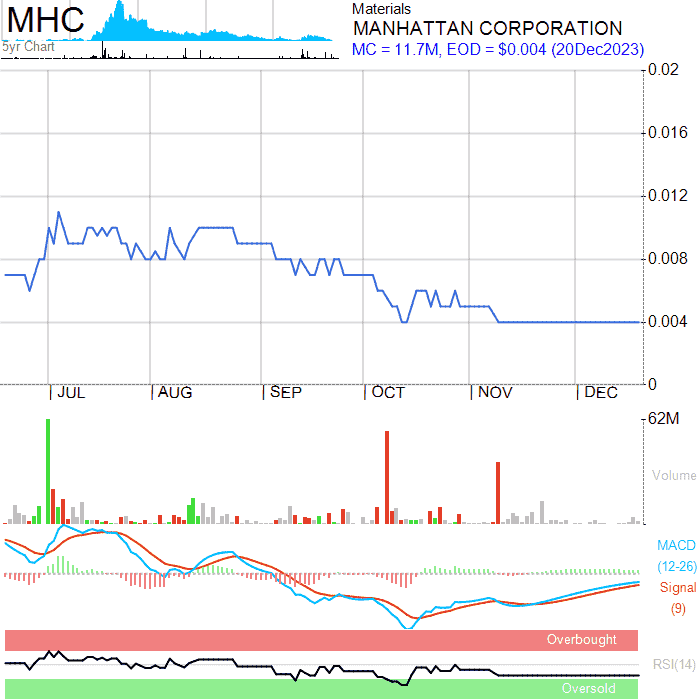 MHC
5yr Chart
Materials
MANHATTAN CORPORATION
MC = 11.7M, EOD = $0.004 (20Dec2023)
0.02
0.016
0.012
0.008
0.004
0
JUL AUG SEP OCT NOV DEC
62M
Volume
MACD
(12-26)
Signal
(9)
Overbought
RSI(14)
Oversold